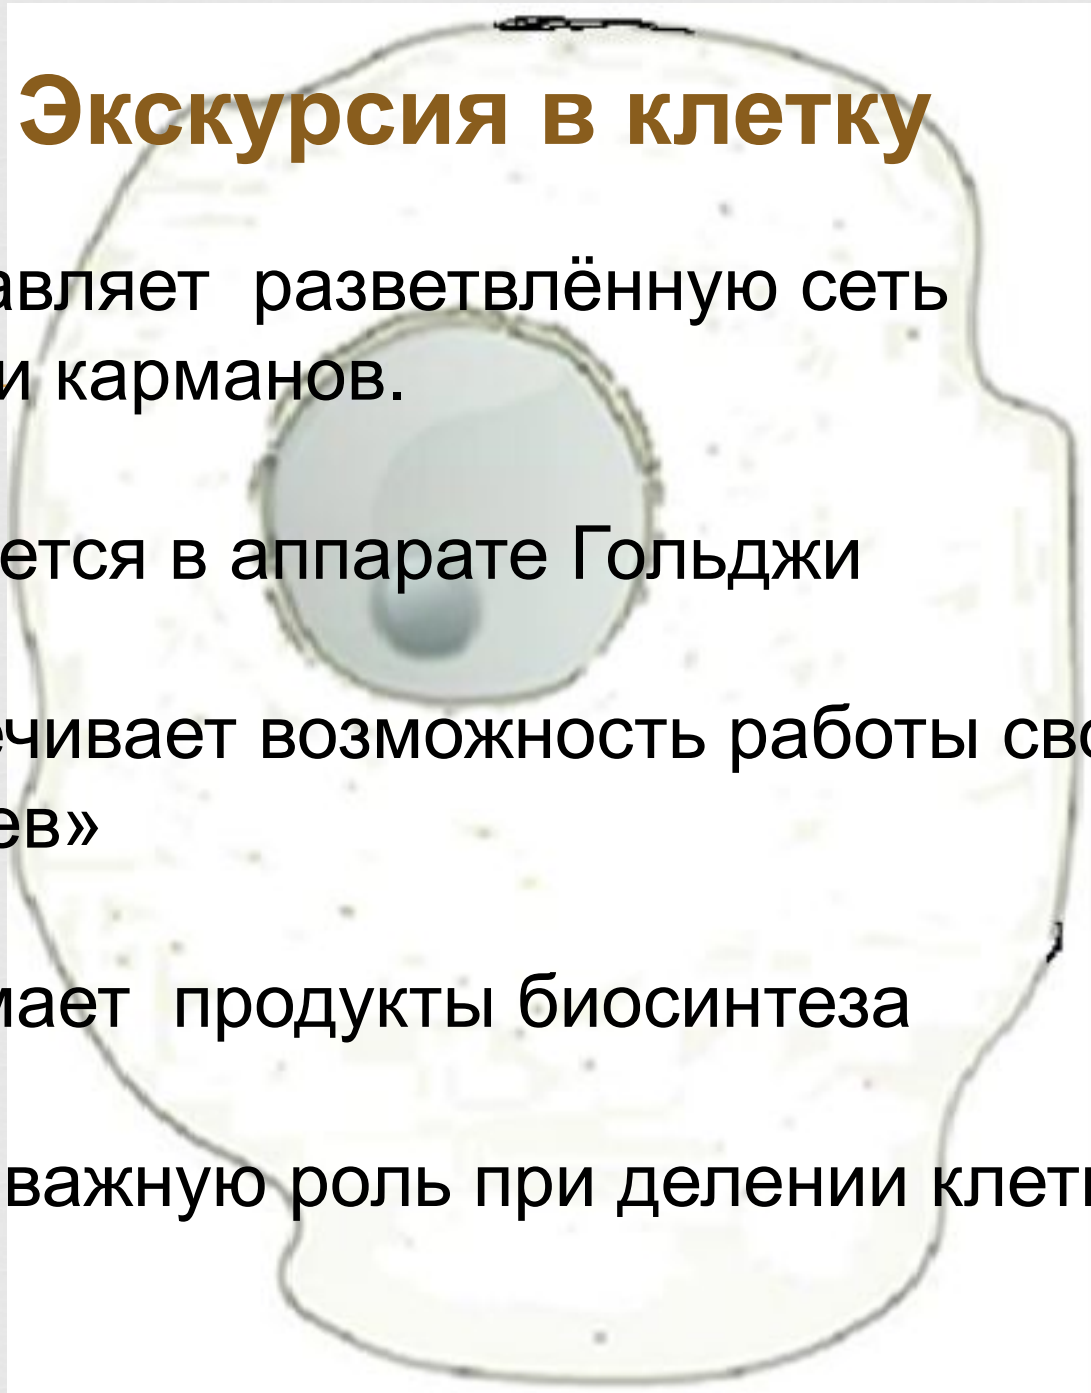 Экскурсия в клетку
авляет разветвлённую сеть
и карманов.
ется в аппарате Гольджи
чивает возможность работы сво
ев»
мает продукты биосинтеза
важную роль при делении клет